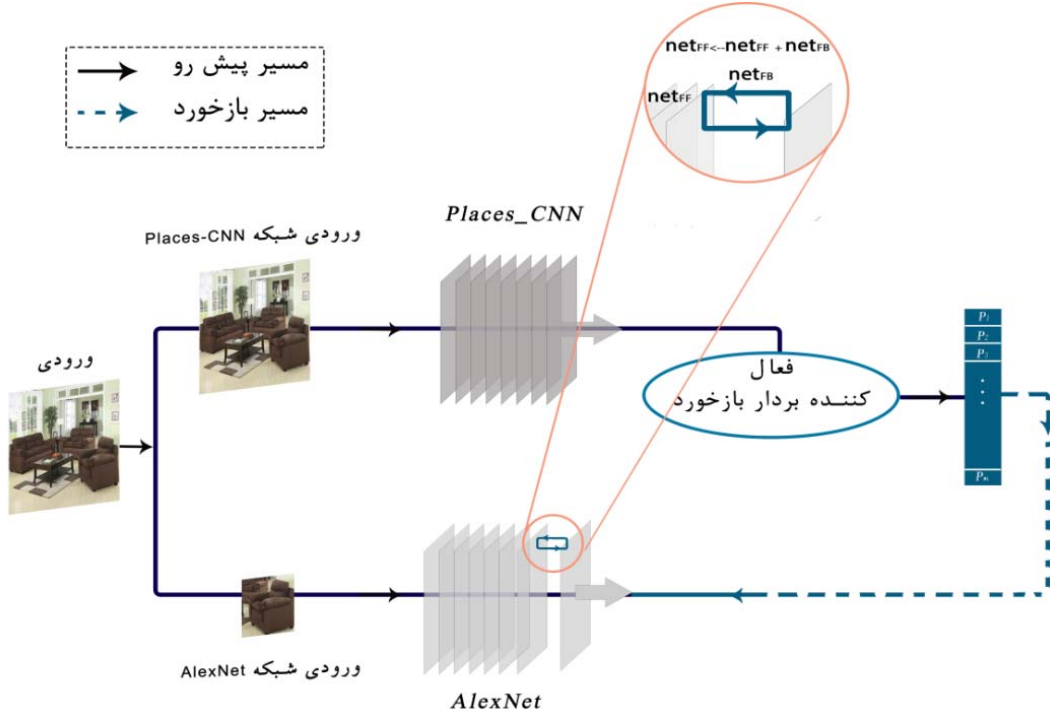 مسیر پیش رو
مسیر بازخورد
netFF<--netFF + netFB
netFB
netFF
Places_CNN
ورودی شبکه Places-CNN
ورودی
فعال
کننده بردار بازخورد
P1
P2
P3
Pm
ورودی شبکه AlexNet
AlexNet